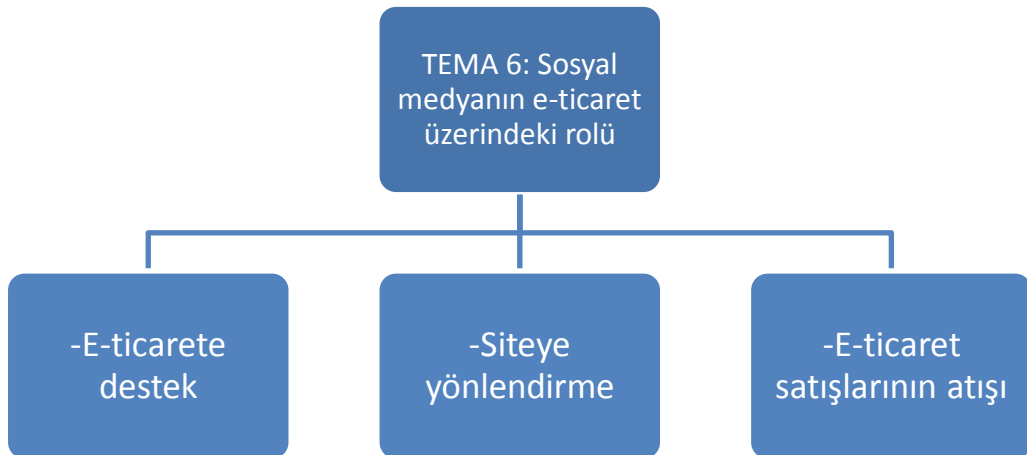 TEMA 6: Sosyal
medyanın e-ticaret
üzerindeki rolü
-E-ticarete
destek
-Siteye
yönlendirme
-E-ticaret
satışlarının atışı